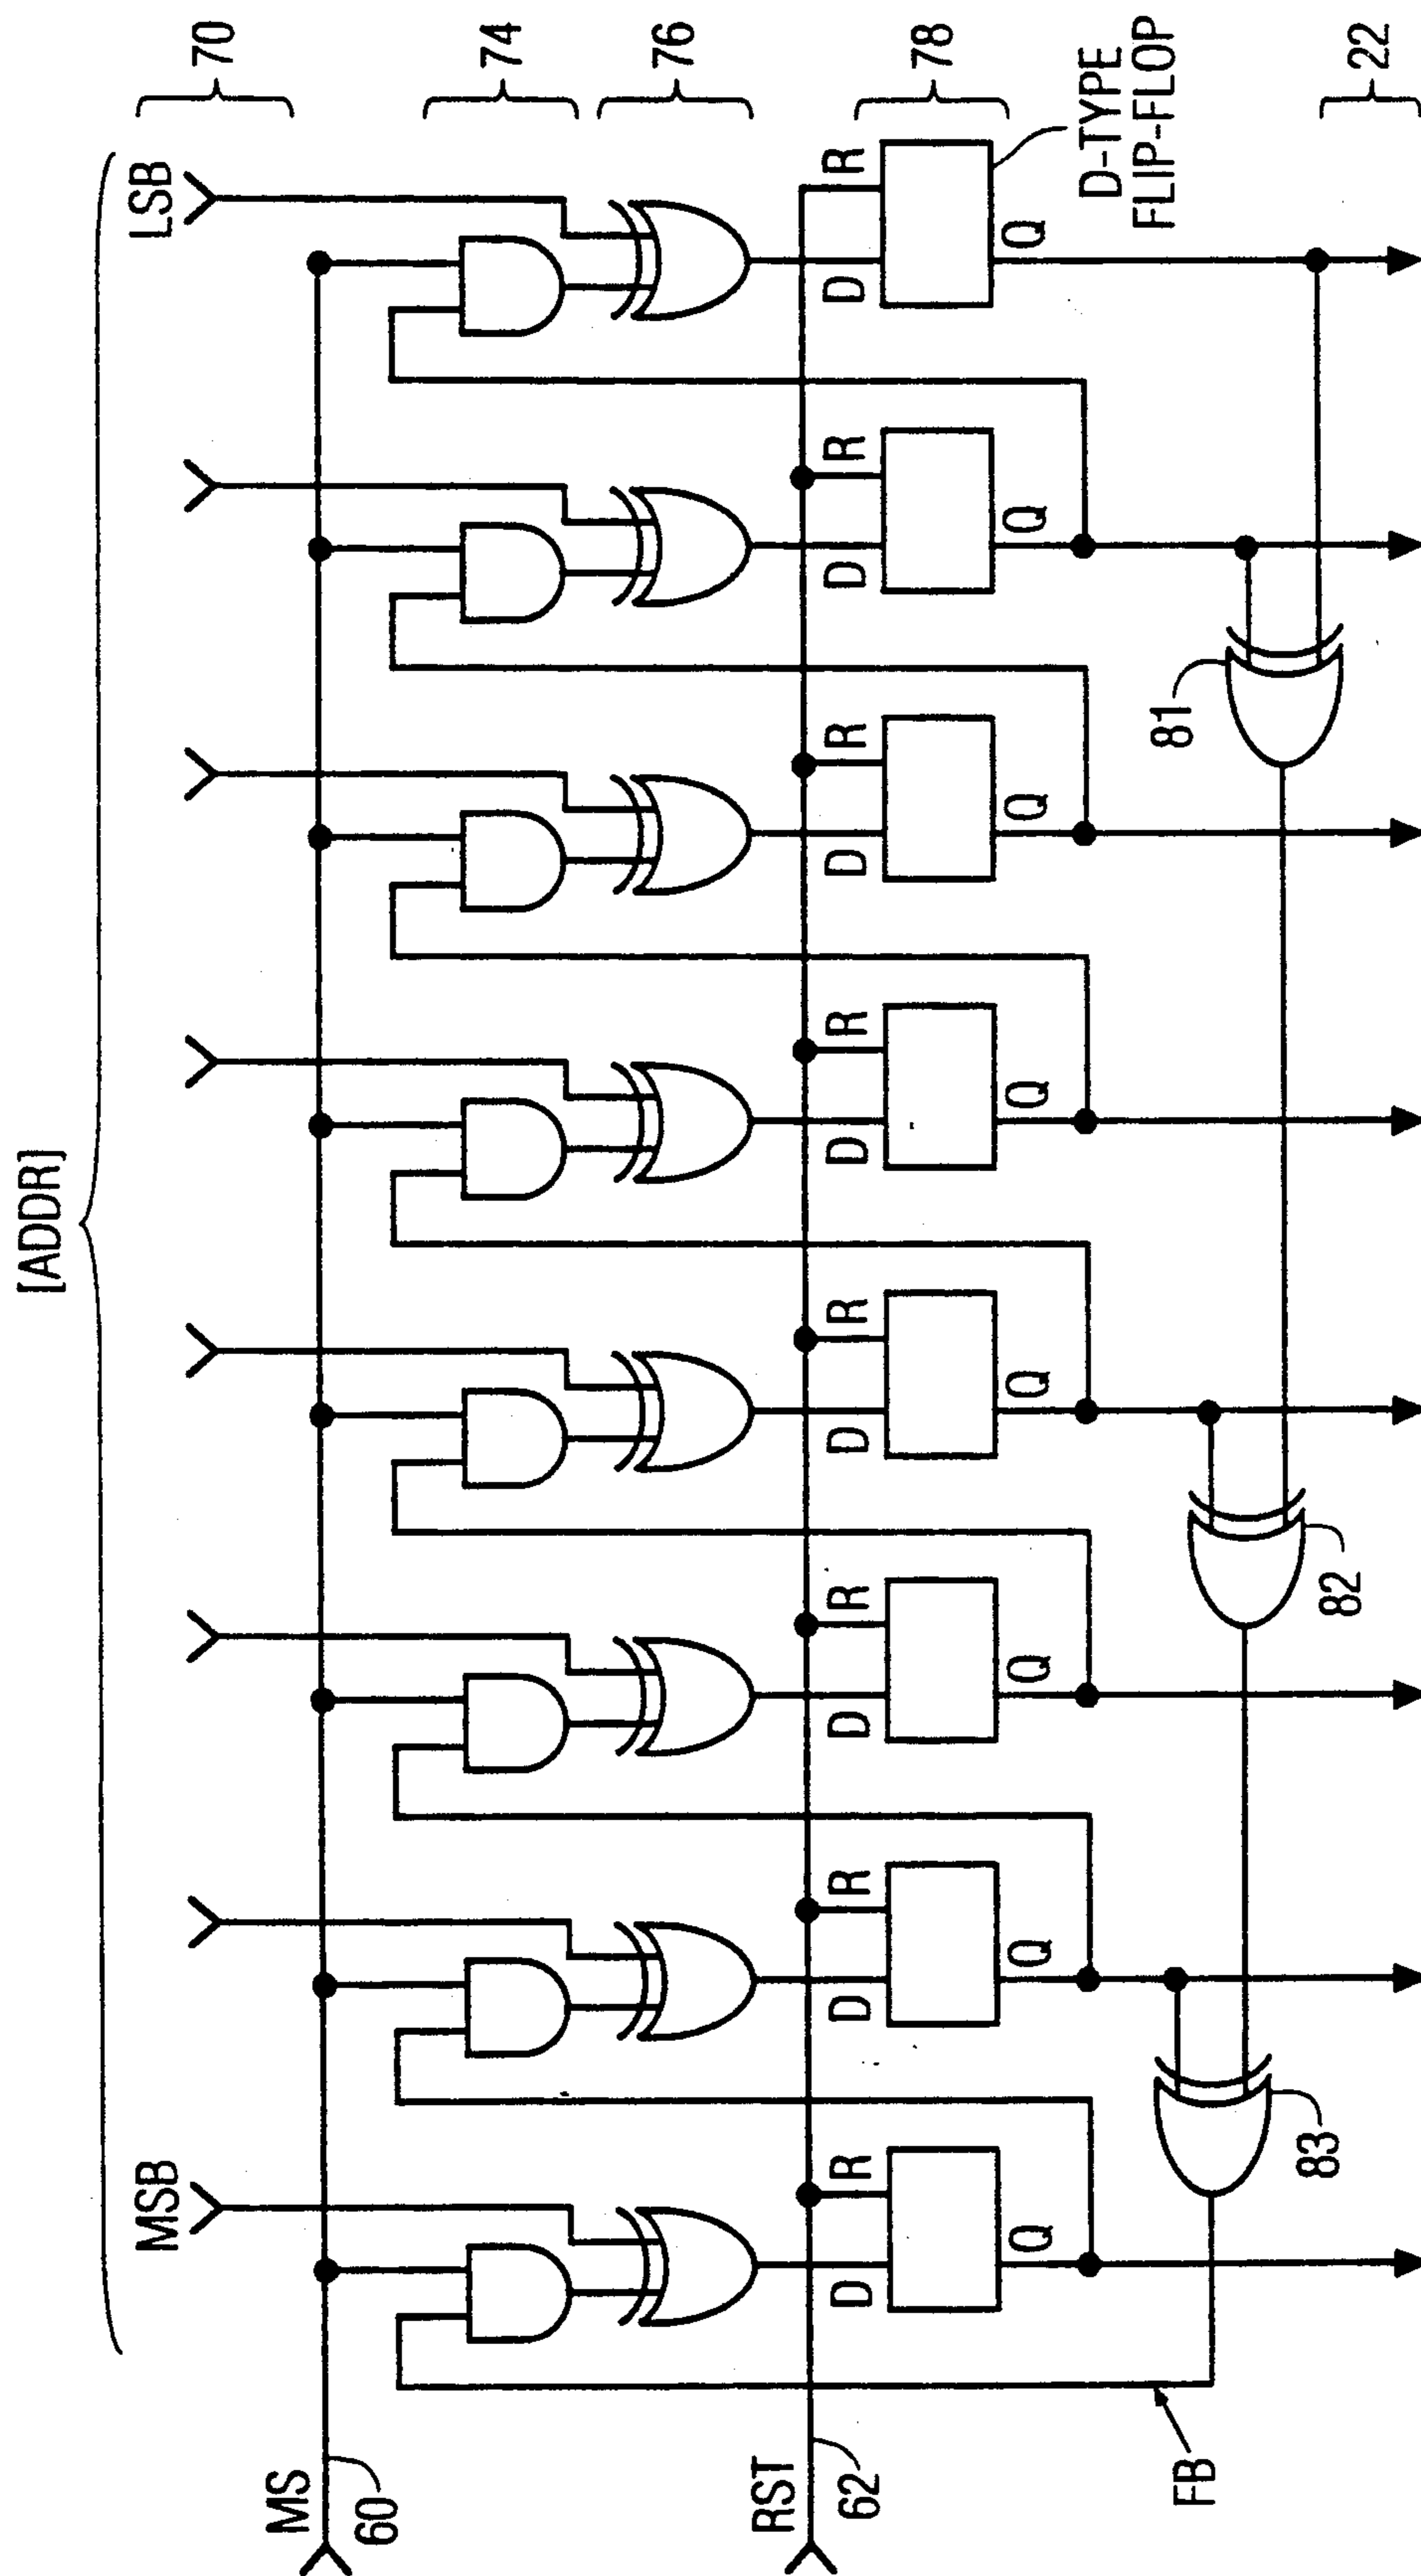 [ADDR]
MSB
LSB
70
MS
60
74
76
RST
62
R
R
R
R
R
R
R
R
D
D
D
D
D
D
D
D
78
Q
Q
Q
Q
Q
Q
Q
Q
D-TYPE
FLIP-FLOP
FB
83
82
81
22